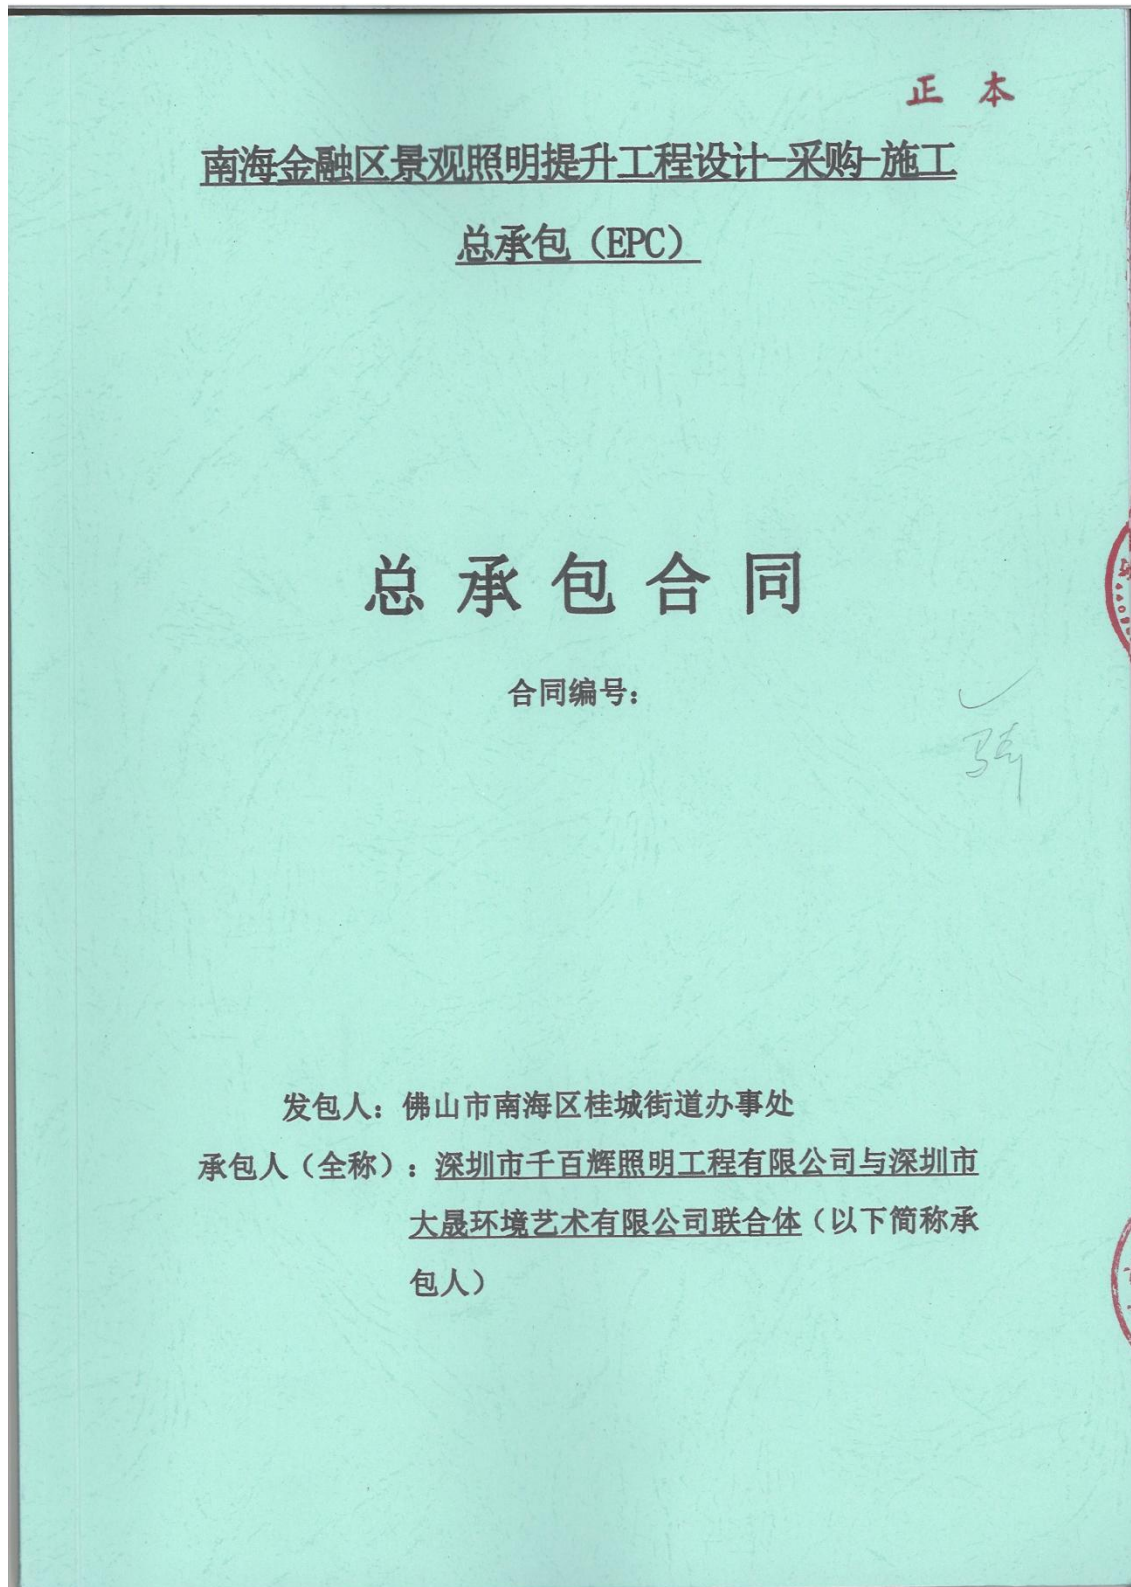 正 本
南海金融区景观照明提升工程设计-采购-施工
总承包（EPC）
总承包合同
合同编号：
发包人：佛山市南海区桂城街道办事处
承包人（全称）：深圳市千百辉照明工程有限公司与深圳市
大晟环境艺术有限公司联合体（以下简称承
包人）